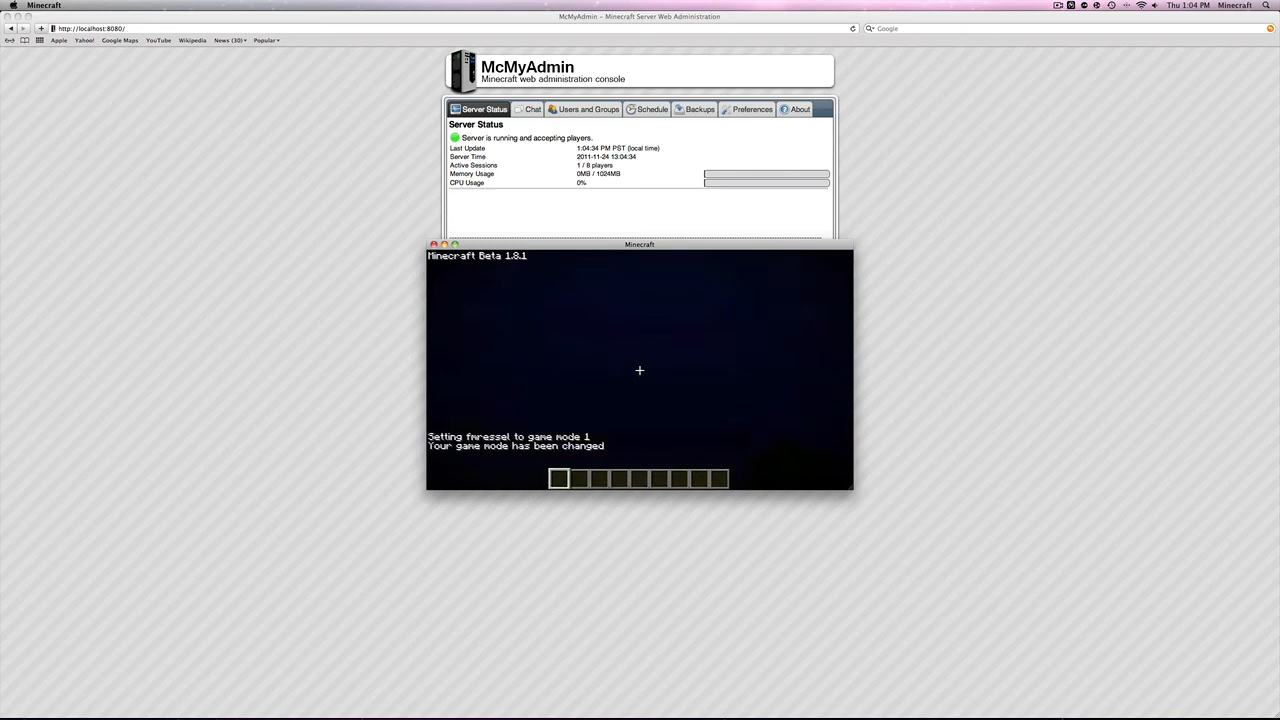 Minecraft
Thu 1:04 PM Minecraft
McMyAdmin – Minecraft Server Web Administration
http://localhost:8080/
Google
Apple Yahoo! Google Maps YouTube Wikipedia News (30) Popular
McMyAdmin
Minecraft web administration console
Server Status Chat Users and Groups Schedule Backups Preferences About
Server Status
Server is running and accepting players.
Last Update 1:04:34 PM PST (local time)
Server Time 2011-11-24 13:04:34
Active Sessions 1 / 8 players
Memory Usage 0MB / 1024MB
CPU Usage 0%
Minecraft
Minecraft Beta 1.8.1
Setting fmressel to game mode 1
Your game mode has been changed